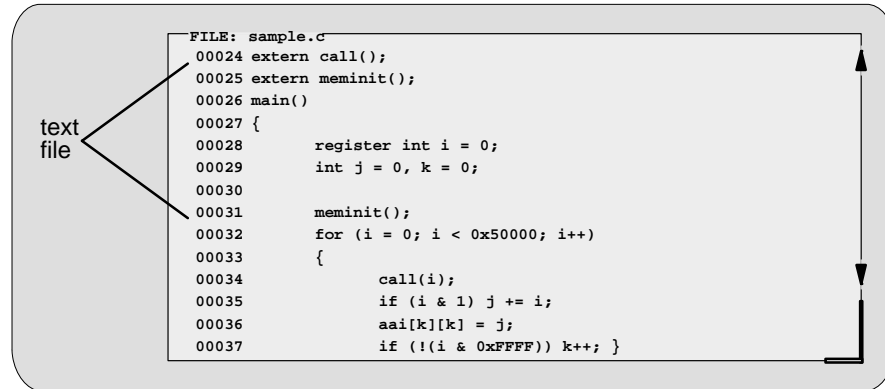 FILE: sample.c
00024 extern call();
00025 extern meminit();
00026 main()
00027 {
00028 register int i = 0;
00029 int j = 0, k = 0;
00030
00031 meminit();
00032 for (i = 0; i < 0x50000; i++)
00033 {
00034 call(i);
00035 if (i & 1) j += i;
00036 aai[k][k] = j;
00037 if (!(i & 0xFFFF)) k++; }
text
file